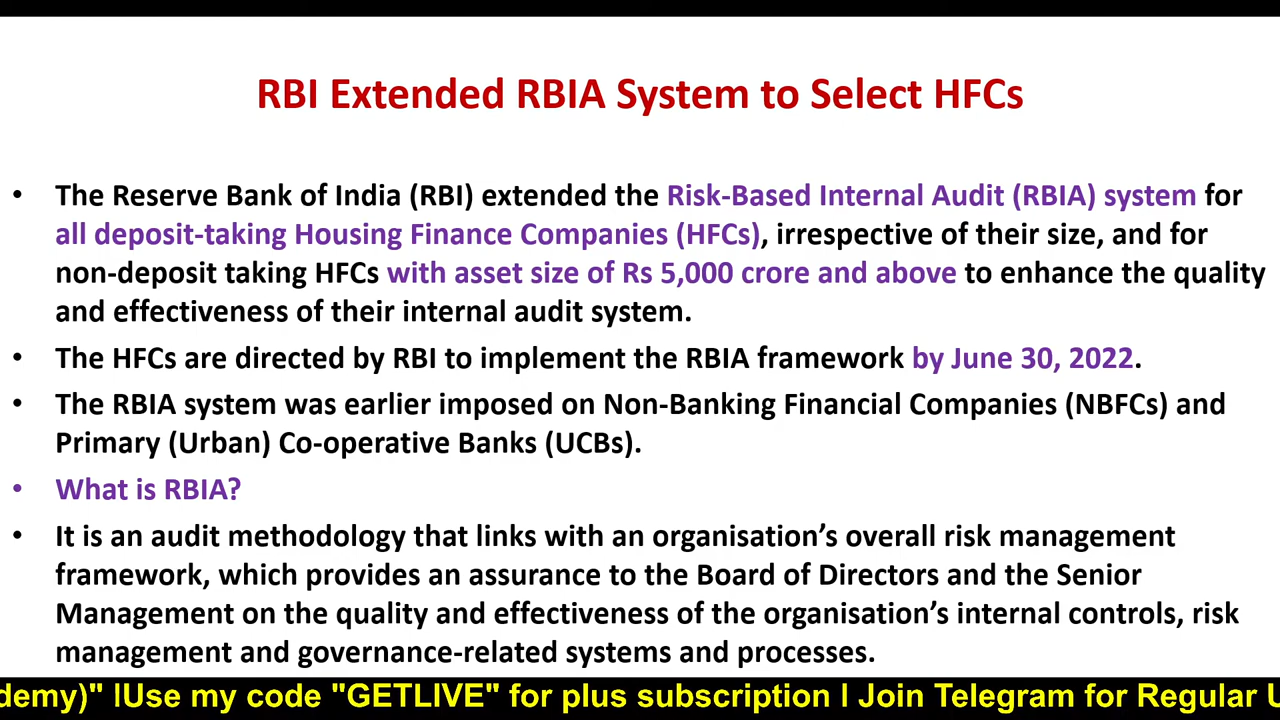 RBI Extended RBIA System to Select HFCs
• The Reserve Bank of India (RBI) extended the Risk-Based Internal Audit (RBIA) system for
all deposit-taking Housing Finance Companies (HFCs), irrespective of their size, and for
non-deposit taking HFCs with asset size of Rs 5,000 crore and above to enhance the quality
and effectiveness of their internal audit system.
• The HFCs are directed by RBI to implement the RBIA framework by June 30, 2022.
• The RBIA system was earlier imposed on Non-Banking Financial Companies (NBFCs) and
Primary (Urban) Co-operative Banks (UCBs).
• What is RBIA?
• It is an audit methodology that links with an organisation’s overall risk management
framework, which provides an assurance to the Board of Directors and the Senior
Management on the quality and effectiveness of the organisation’s internal controls, risk
management and governance-related systems and processes.
demy)" |Use my code "GETLIVE" for plus subscription | Join Telegram for Regular U